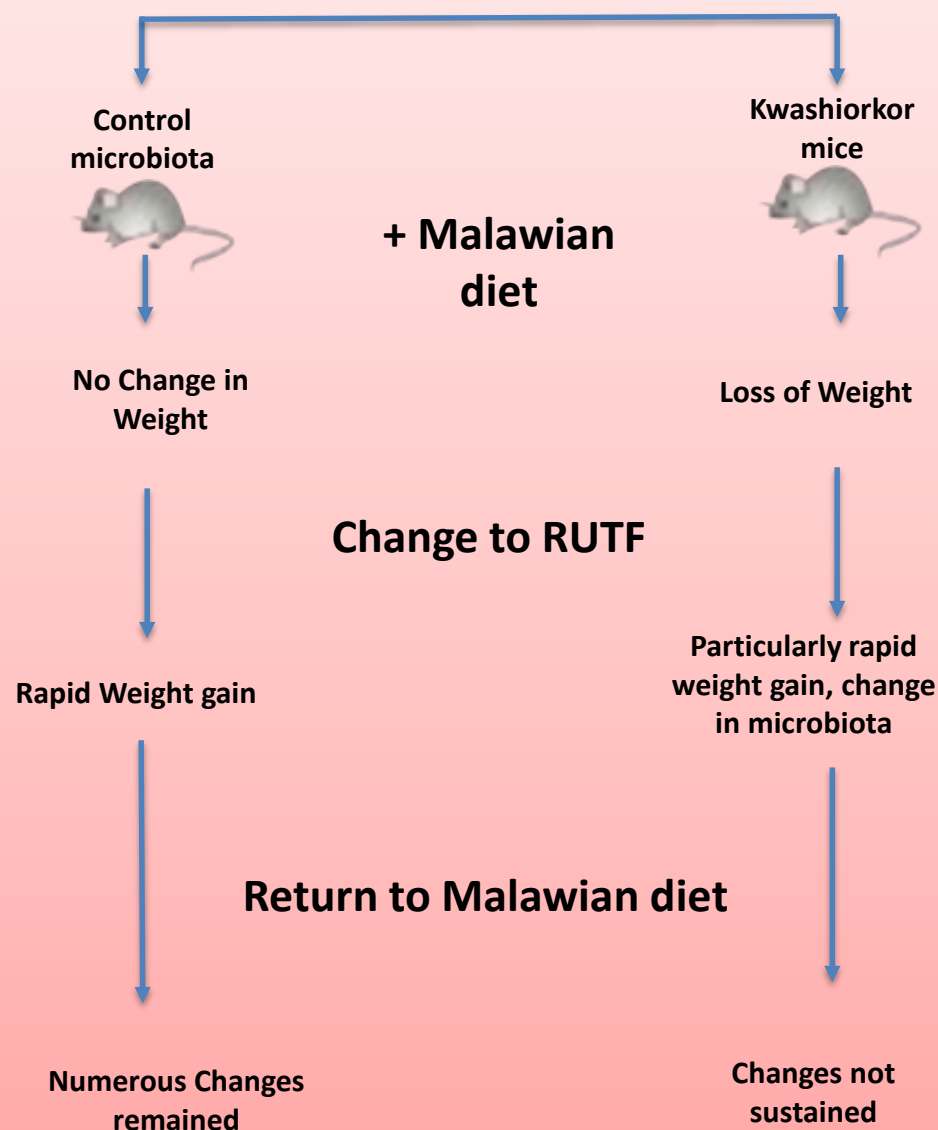 Control
microbiota
Kwashiorkor
mice
+ Malawian
diet
No Change in
Weight
Loss of Weight
Change to RUTF
Rapid Weight gain
Particularly rapid
weight gain, change
in microbiota
Return to Malawian diet
Numerous Changes
remained
Changes not
sustained